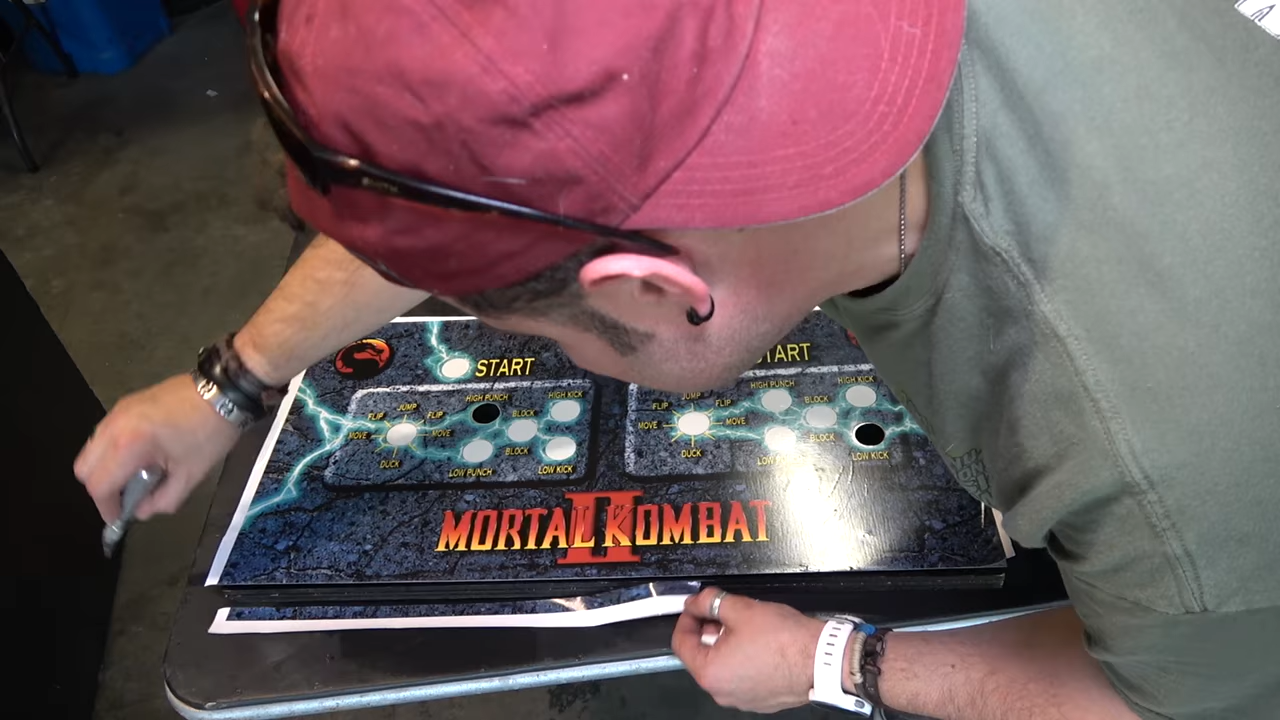 START
JUMP
FLIP FLIP
MOVE MOVE
DUCK
HIGH PUNCH
BLOCK
HIGH KICK
LOW PUNCH
BLOCK
LOW KICK
START
JUMP
FLIP
MOVE MOVE
DUCK
HIGH PUNCH
BLOCK
HIGH KICK
BLOCK
LOW KICK
MORTAL KOMBAT
II